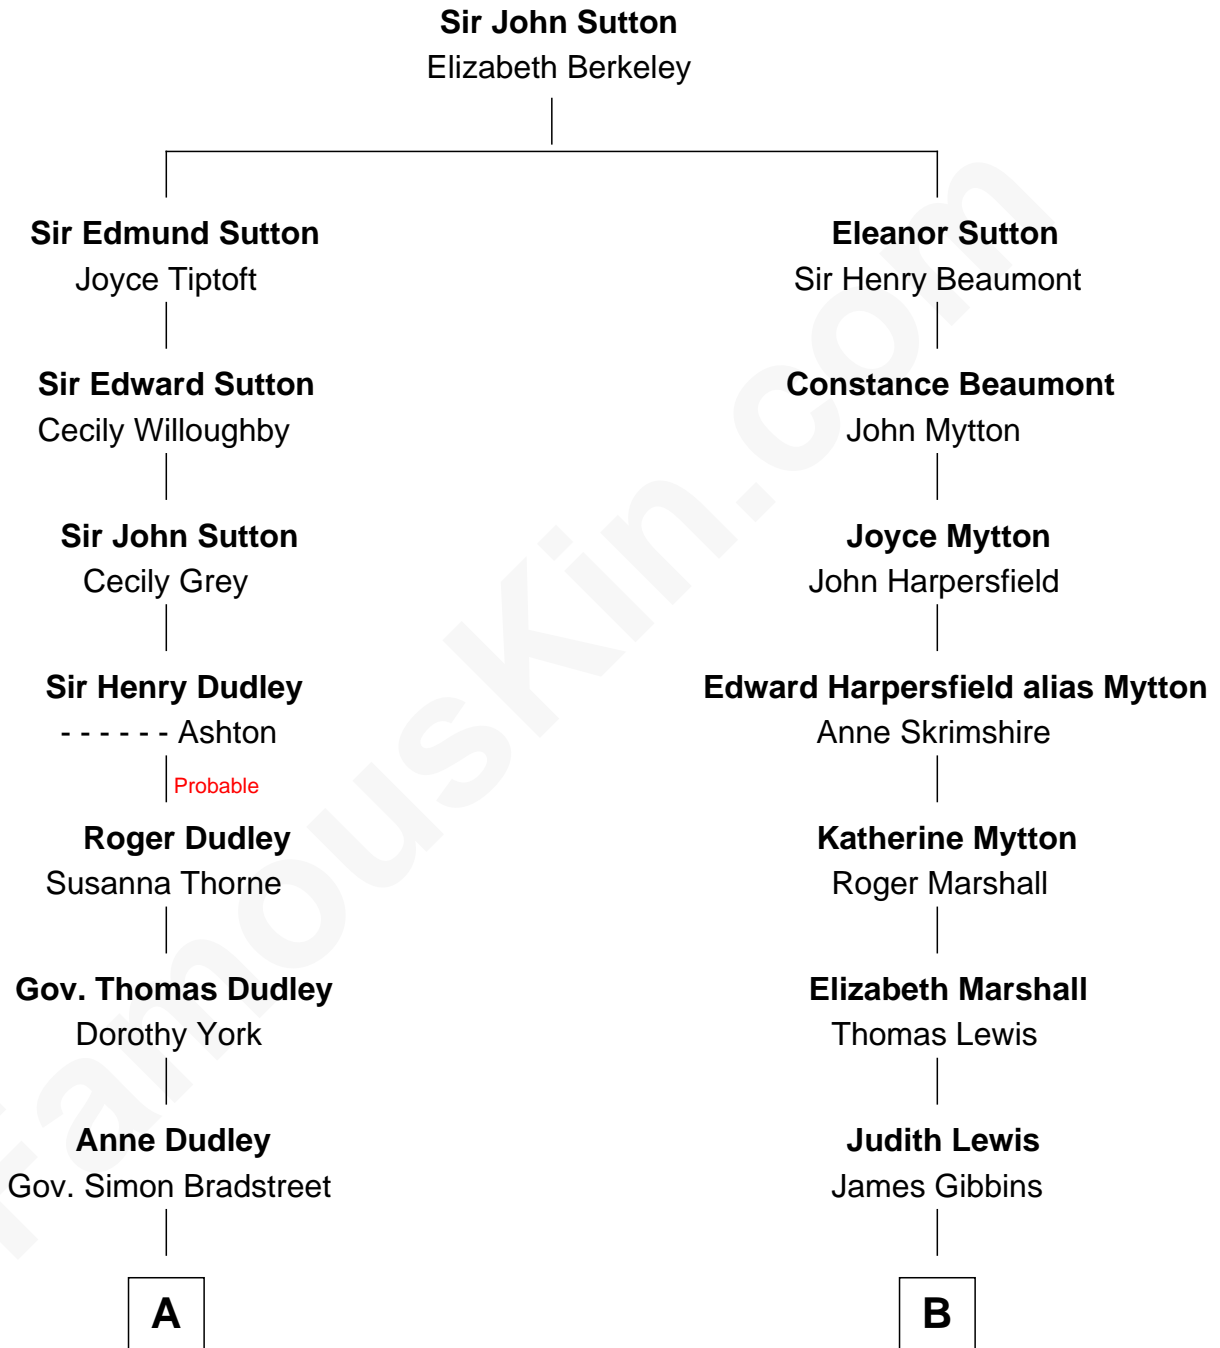 Sir John Sutton
Elizabeth Berkeley
Sir Edmund Sutton
Joyce Tiptoft
Eleanor Sutton
Sir Henry Beaumont
Sir Edward Sutton
Cecily Willoughby
Constance Beaumont
John Mytton
Sir John Sutton
Cecily Grey
Joyce Mytton
John Harpersfield
Sir Henry Dudley
- - - - - - Ashton
Edward Harpersfield alias Mytton
Anne Skrimshire
Probable
Roger Dudley
Susanna Thorne
Katherine Mytton
Roger Marshall
Gov. Thomas Dudley
Dorothy York
Elizabeth Marshall
Thomas Lewis
Anne Dudley
Gov. Simon Bradstreet
Judith Lewis
James Gibbins
A
B
FamousKin.com